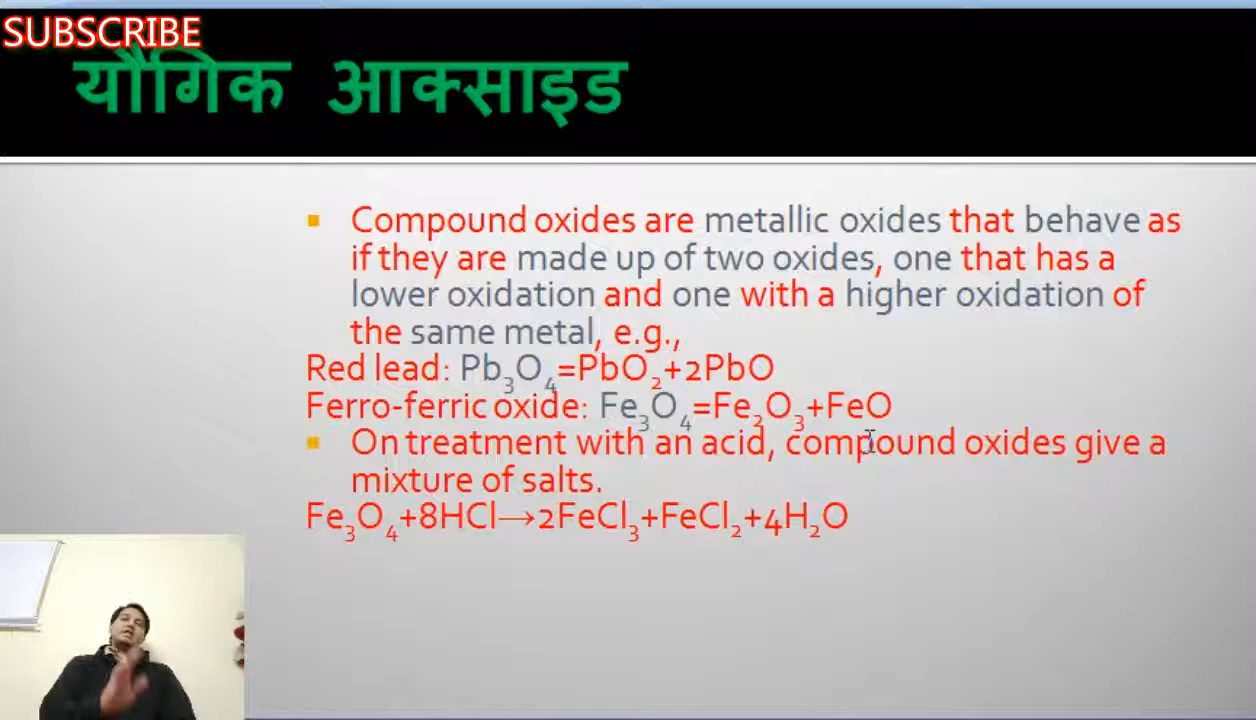 SUBSCRIBE
यौगिक आक्साइड
▪ Compound oxides are metallic oxides that behave as
if they are made up of two oxides, one that has a
lower oxidation and one with a higher oxidation of
the same metal, e.g.,
Red lead: Pb₃O₄=PbO₂+2PbO
Ferro-ferric oxide: Fe₃O₄=Fe₂O₃+FeO
▪ On treatment with an acid, compound oxides give a
mixture of salts.
Fe₃O₄+8HCl→2FeCl₃+FeCl₂+4H₂O